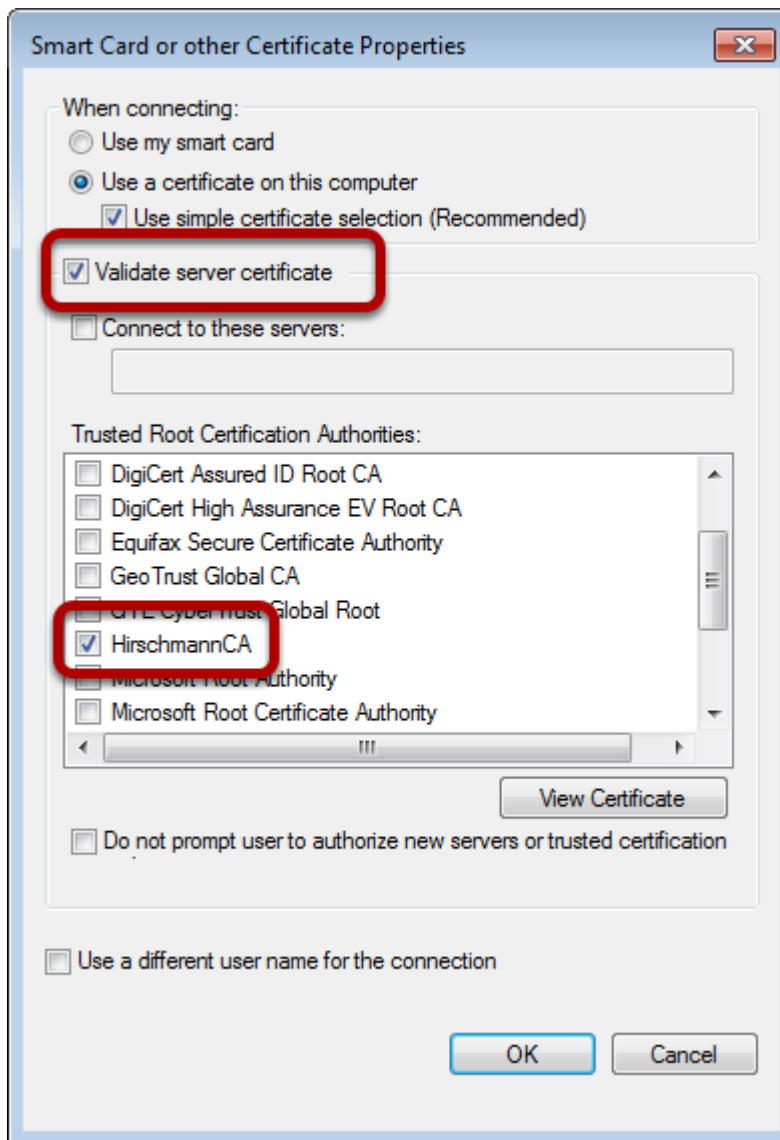 Smart Card or other Certificate Properties
When connecting:
Use my smart card
Use a certificate on this computer
Use simple certificate selection (Recommended)
Validate server certificate
Connect to these servers:
Trusted Root Certification Authorities:
DigiCert Assured ID Root CA
DigiCert High Assurance EV Root CA
Equifax Secure Certificate Authority
GeoTrust Global CA
GTE CyberTrust Global Root
HirschmannCA
Microsoft Root Authority
Microsoft Root Certificate Authority
View Certificate
Do not prompt user to authorize new servers or trusted certification
Use a different user name for the connection
OK
Cancel